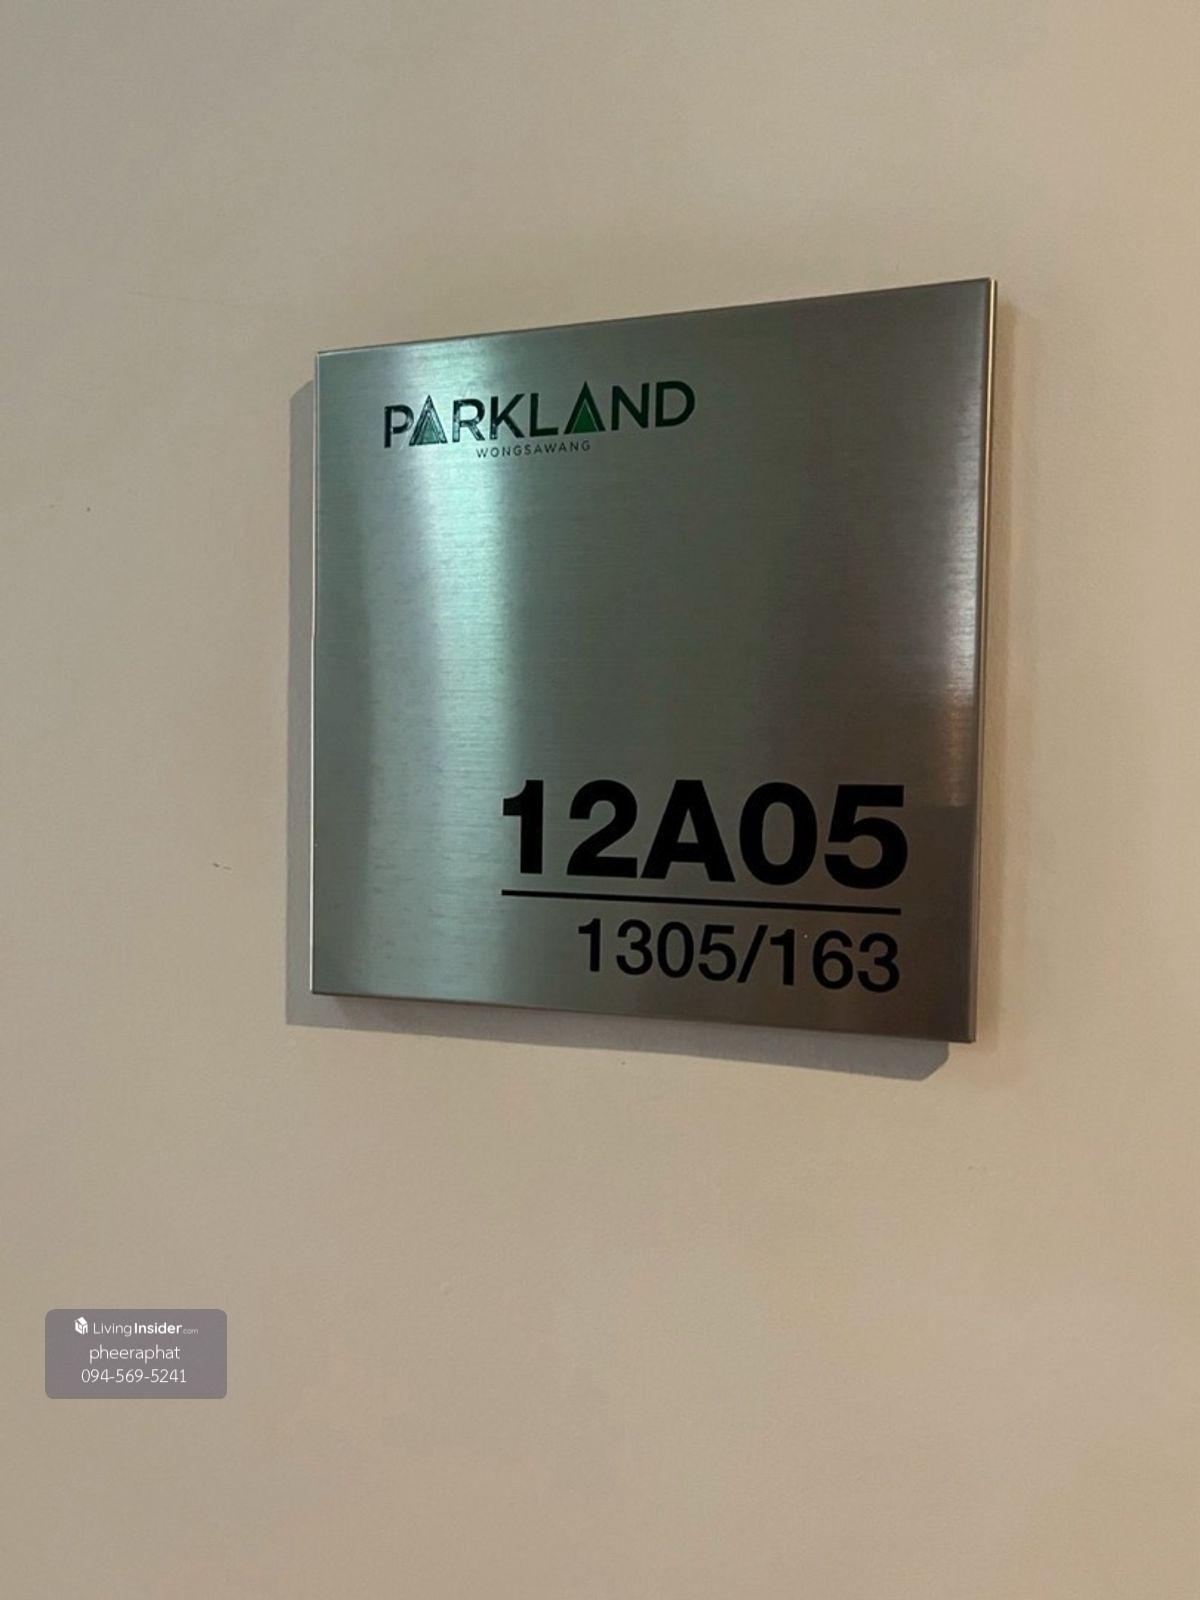 PARKLAND
WONGSAWANG
12A05
1305/163
LivingInsider.com
pheeraphat
094-569-5241